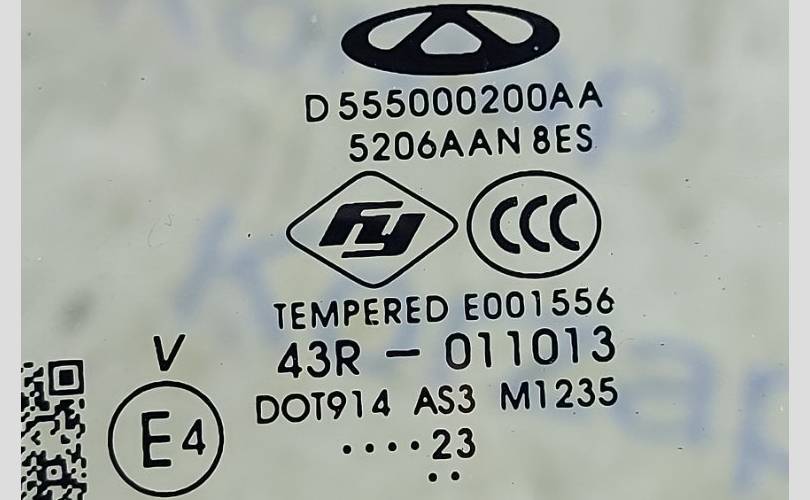 D 555000200AA
5206AAN 8ES
fy CCC
TEMPERED E001556
V 43R – 011013
DOT914 AS3 M1235
E4
....23
..